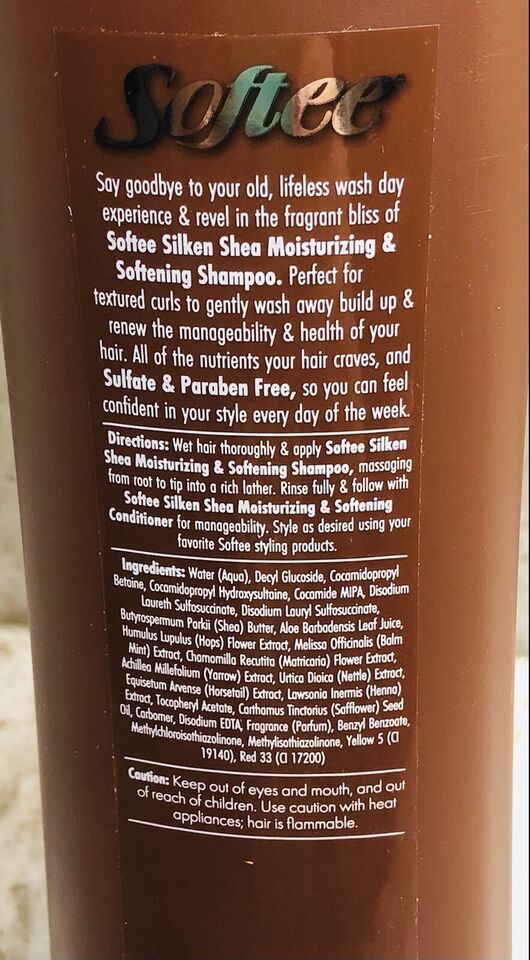 Softee
Say goodbye to your old, lifeless wash day
experience & revel in the fragrant bliss of
Softee Silken Shea Moisturizing &
Softening Shampoo. Perfect for
textured curls to gently wash away build up &
renew the manageability & health of your
hair. All of the nutrients your hair craves, and
Sulfate & Paraben Free, so you can feel
confident in your style every day of the week.
Directions: Wet hair thoroughly & apply Softee Silken
Shea Moisturizing & Softening Shampoo, massaging
from root to tip into a rich lather. Rinse fully & follow with
Softee Silken Shea Moisturizing & Softening
Conditioner for manageability. Style as desired using your
favorite Softee styling products.
Ingredients: Water (Aqua), Decyl Glucoside, Cocamidopropyl
Betaine, Cocamidopropyl Hydroxysultaine, Cocamide MIPA, Disodium
Laureth Sulfosuccinate, Disodium Lauryl Sulfosuccinate,
Butyrospermum Parkii (Shea) Butter, Aloe Barbadensis Leaf Juice,
Humulus Lupulus (Hops) Flower Extract, Melissa Officinalis (Balm
Mint) Extract, Chamomilla Recutita (Matricaria) Flower Extract,
Achillea Millefolium (Yarrow) Extract, Urtica Dioica (Nettle) Extract,
Equisetum Arvense (Horsetail) Extract, Lawsonia Inermis (Henna)
Extract, Tocopheryl Acetate, Carthamus Tinctorius (Safflower) Seed
Oil, Carbomer, Disodium EDTA, Fragrance (Parfum), Benzyl Benzoate,
Methylchloroisothiazolinone, Methylisothiazolinone, Yellow 5 (CI
19140), Red 33 (CI 17200)
Caution: Keep out of eyes and mouth, and out
of reach of children. Use caution with heat
appliances; hair is flammable.